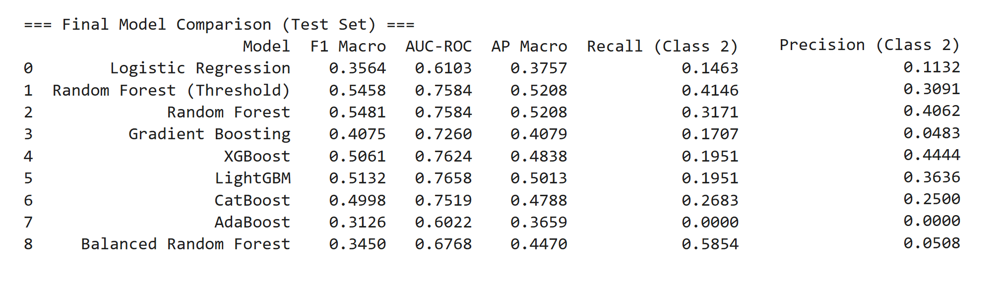 === Final Model Comparison (Test Set) ===
Model F1 Macro AUC-ROC AP Macro Recall (Class 2) Precision (Class 2)
0 Logistic Regression 0.3564 0.6103 0.3757 0.1463 0.1132
1 Random Forest (Threshold) 0.5458 0.7584 0.5208 0.4146 0.3091
2 Random Forest 0.5481 0.7584 0.5208 0.3171 0.4062
3 Gradient Boosting 0.4075 0.7260 0.4079 0.1707 0.0483
4 XGBoost 0.5061 0.7624 0.4838 0.1951 0.4444
5 LightGBM 0.5132 0.7658 0.5013 0.1951 0.3636
6 CatBoost 0.4998 0.7519 0.4788 0.2683 0.2500
7 AdaBoost 0.3126 0.6022 0.3659 0.0000 0.0000
8 Balanced Random Forest 0.3450 0.6768 0.4470 0.5854 0.0508